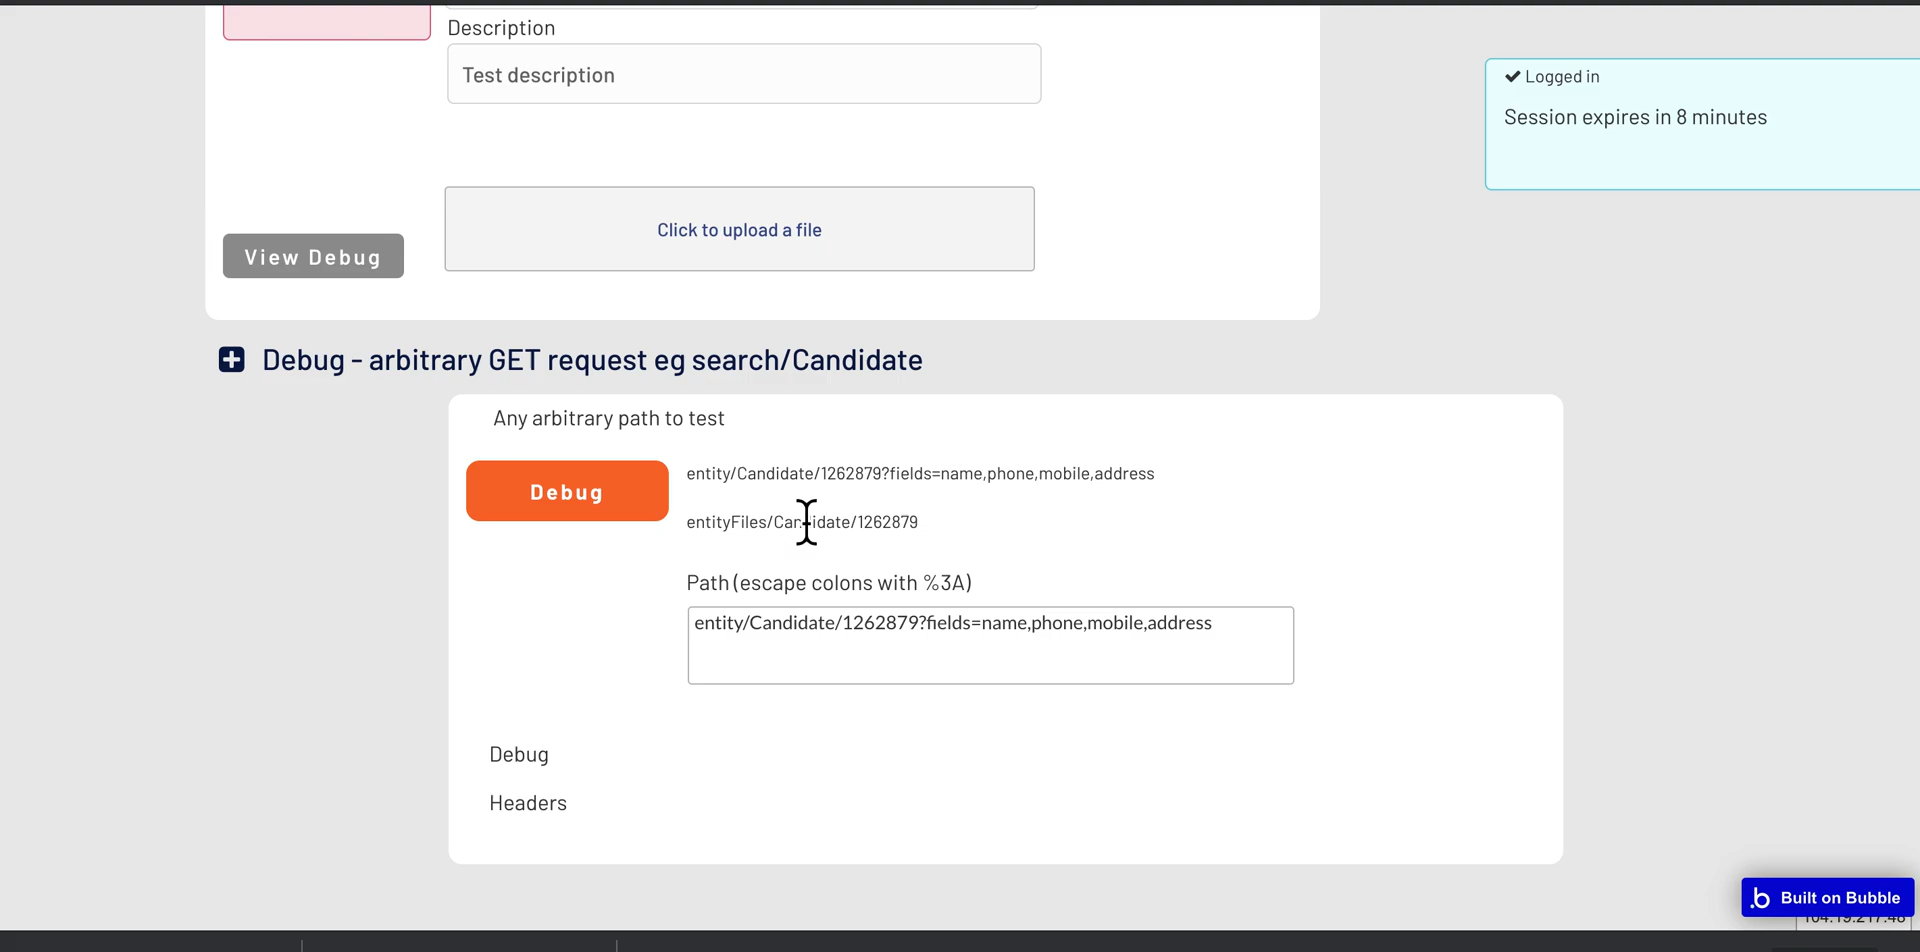 Description
Test description
✔ Logged in
Session expires in 8 minutes
Click to upload a file
View Debug
Debug - arbitrary GET request eg search/Candidate
Any arbitrary path to test
Debug
entity/Candidate/1262879?fields=name,phone,mobile,address
entityFiles/Candidate/1262879
Path (escape colons with %3A)
entity/Candidate/1262879?fields=name,phone,mobile,address
Debug
Headers
Built on Bubble